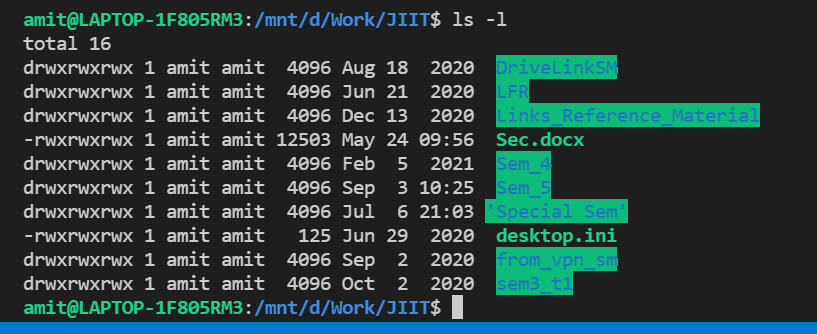 amit@LAPTOP-1F805RM3:/mnt/d/Work/JIIT$ ls -l
total 16
drwxrwxrwx 1 amit amit  4096 Aug 18  2020  DriveLinkSM
drwxrwxrwx 1 amit amit  4096 Jun 21  2020  LFR
drwxrwxrwx 1 amit amit  4096 Dec 13  2020  Links_Reference_Material
-rwxrwxrwx 1 amit amit 12503 May 24 09:56  Sec.docx
drwxrwxrwx 1 amit amit  4096 Feb  5  2021  Sem_4
drwxrwxrwx 1 amit amit  4096 Sep  3 10:25  Sem_5
drwxrwxrwx 1 amit amit  4096 Jul  6 21:03 'Special Sem'
-rwxrwxrwx 1 amit amit   125 Jun 29  2020  desktop.ini
drwxrwxrwx 1 amit amit  4096 Sep  2  2020  from_vpn_sm
drwxrwxrwx 1 amit amit  4096 Oct  2  2020  sem3_t1
amit@LAPTOP-1F805RM3:/mnt/d/Work/JIIT$